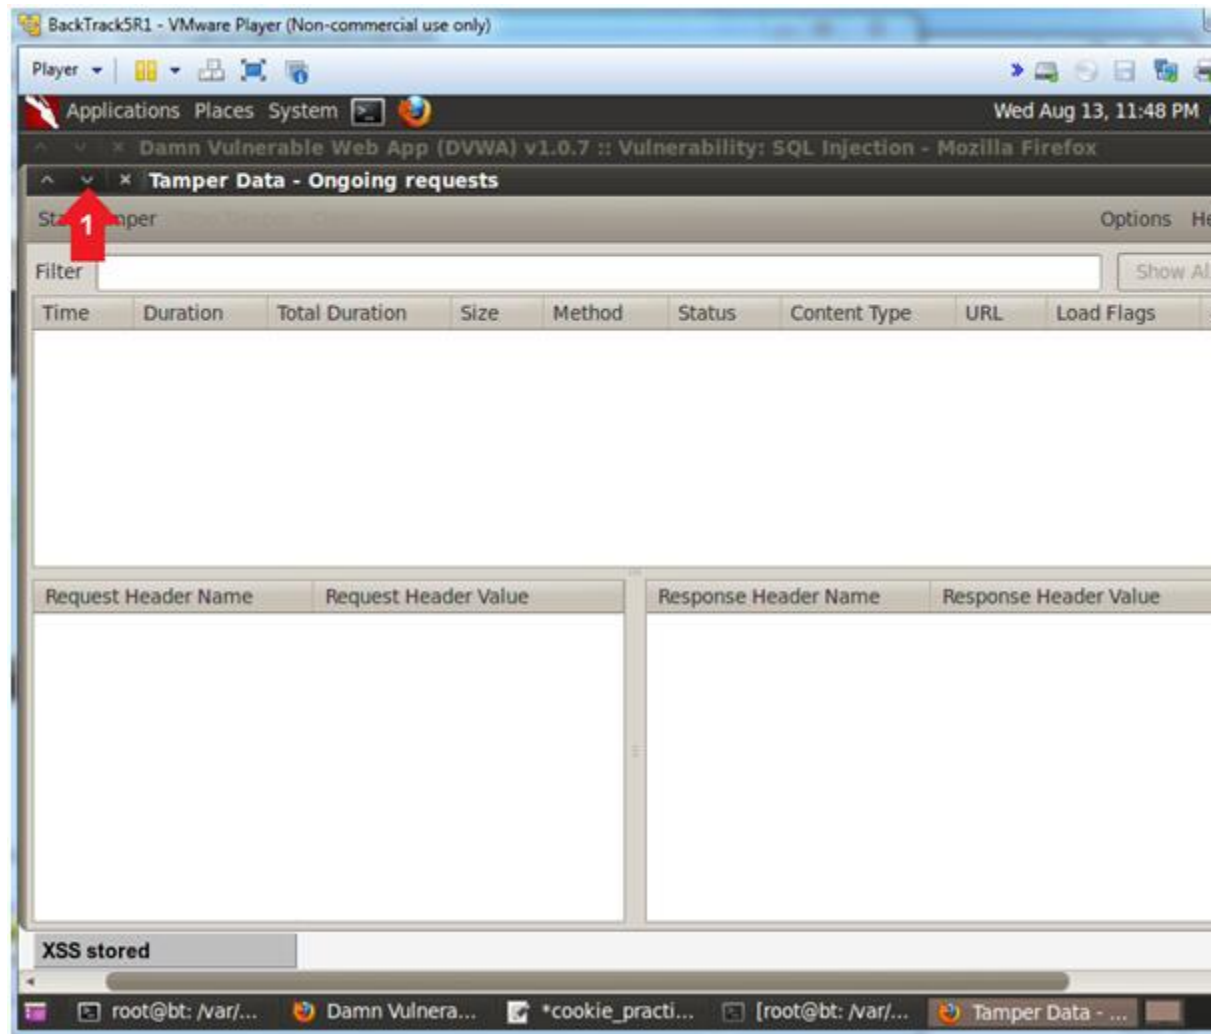 BackTrack5R1 - VMware Player (Non-commercial use only)
Player
Applications Places System Wed Aug 13, 11:48 PM
Damn Vulnerable Web App (DVWA) v1.0.7 :: Vulnerability: SQL Injection - Mozilla Firefox
Tamper Data - Ongoing requests
1
Options
Filter
Time Duration Total Duration Size Method Status Content Type URL Load Flags
Request Header Name Request Header Value Response Header Name Response Header Value
XSS stored
root@bt: /var/... Damn Vulnera... *cookie_practi... [root@bt: /var/... Tamper Data - ...